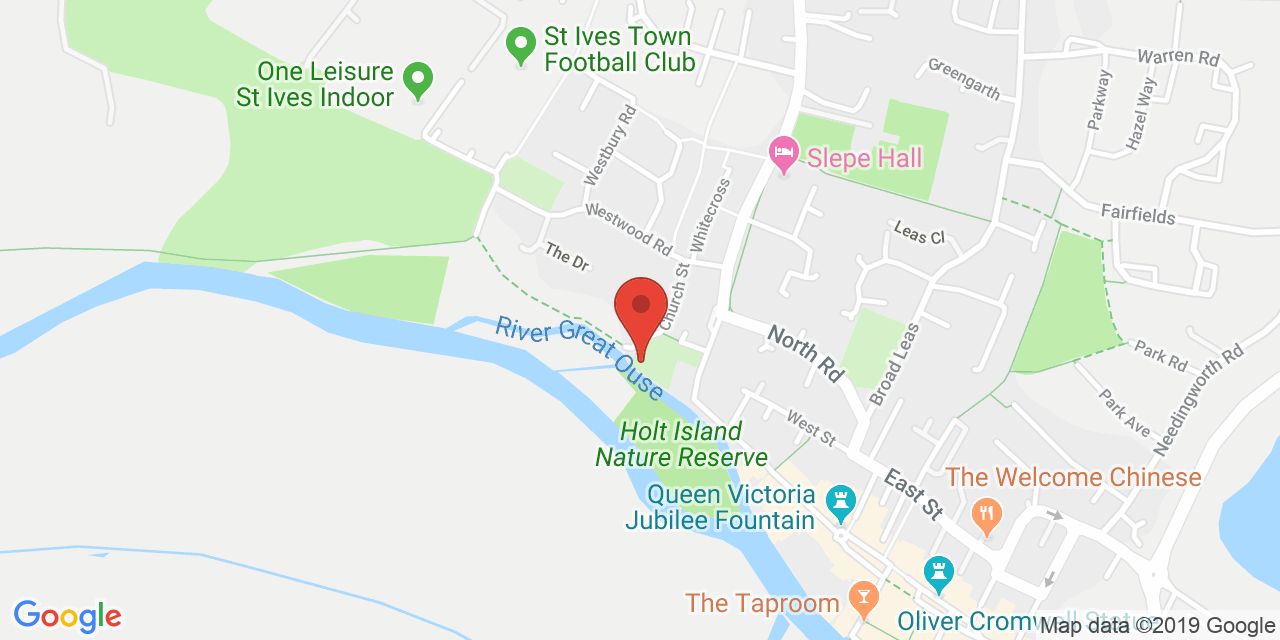 St Ives Town
Football Club
One Leisure
St Ives Indoor
Warren Rd
Greengarth
Parkway
Hazel Way
Westbury Rd
Slepe Hall
Fairfields
Whitecross
Westwood Rd
Leas Cl
The Dr
Church St
River Great Ouse
North Rd
Broad Leas
Park Rd
Needingworth Rd
Park Ave
West St
Holt Island
Nature Reserve
East St
The Welcome Chinese
Queen Victoria
Jubilee Fountain
The Taproom
Oliver Cromwell Statue
Google
Map data ©2019 Google